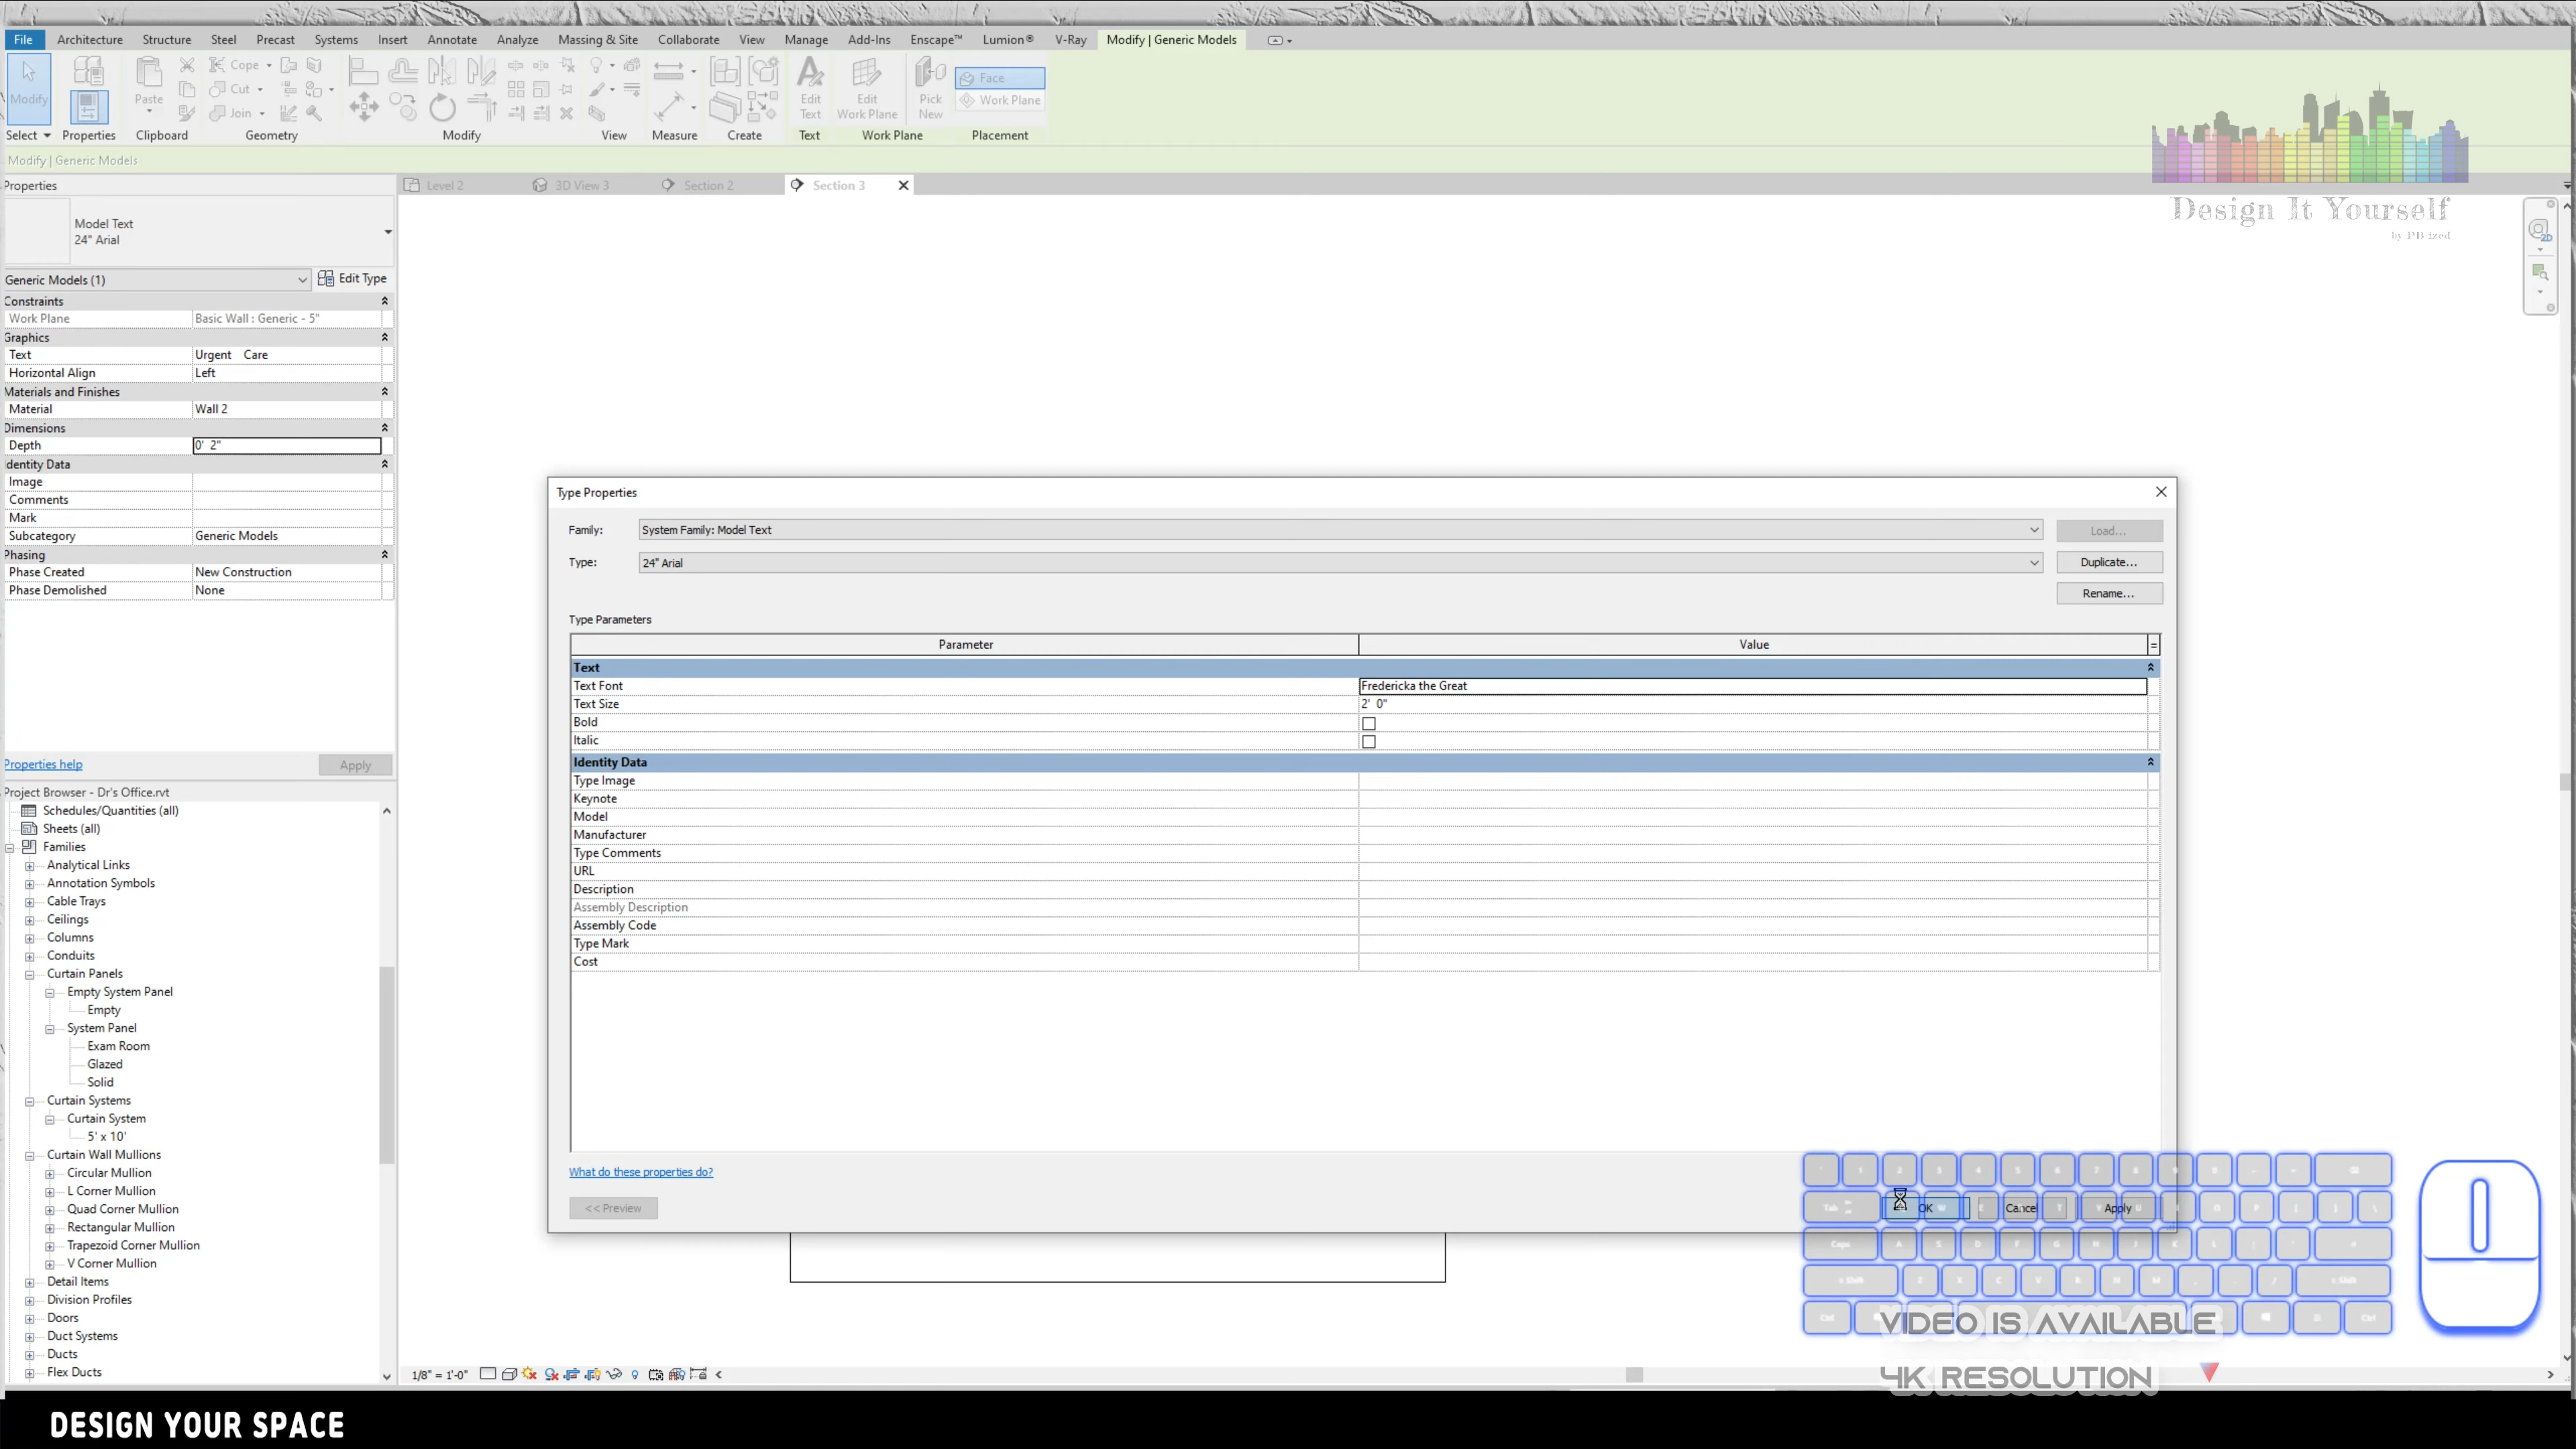 File Architecture Structure Steel Precast Systems Insert Annotate Analyze Massing & Site Collaborate View Manage Add-Ins Enscape™ Lumion® V-Ray Modify | Generic Models
Modify Paste Cope Cut Join Edit Text Edit Work Plane Pick New Face Work Plane
Select Properties Clipboard Geometry Modify View Measure Create Text Work Plane Placement
Modify | Generic Models
Properties
Level 2 3D View 3 Section 2 Section 3
Design It Yourself
by PB ized
2D
Model Text
24" Arial
Generic Models (1) Edit Type
Constraints
Work Plane Basic Wall : Generic - 5"
Graphics
Text Urgent Care
Horizontal Align Left
Materials and Finishes
Material Wall 2
Dimensions
Depth 0' 2"
Identity Data
Image
Comments
Mark
Subcategory Generic Models
Phasing
Phase Created New Construction
Phase Demolished None
Properties help Apply
Project Browser - Dr's Office.rvt
Schedules/Quantities (all)
Sheets (all)
Families
Analytical Links
Annotation Symbols
Cable Trays
Ceilings
Columns
Conduits
Curtain Panels
Empty System Panel
Empty
System Panel
Exam Room
Glazed
Solid
Curtain Systems
Curtain System
5' x 10'
Curtain Wall Mullions
Circular Mullion
L Corner Mullion
Quad Corner Mullion
Rectangular Mullion
Trapezoid Corner Mullion
V Corner Mullion
Detail Items
Division Profiles
Doors
Duct Systems
Ducts
Flex Ducts
Type Properties
Family: System Family: Model Text Load...
Type: 24" Arial Duplicate...
Rename...
Type Parameters
Parameter Value =
Text
Text Font Fredericka the Great
Text Size 2' 0"
Bold
Italic
Identity Data
Type Image
Keynote
Model
Manufacturer
Type Comments
URL
Description
Assembly Description
Assembly Code
Type Mark
Cost
What do these properties do?
<< Preview OK Cancel Apply
1/8" = 1'-0"
VIDEO IS AVAILABLE
4K RESOLUTION
DESIGN YOUR SPACE